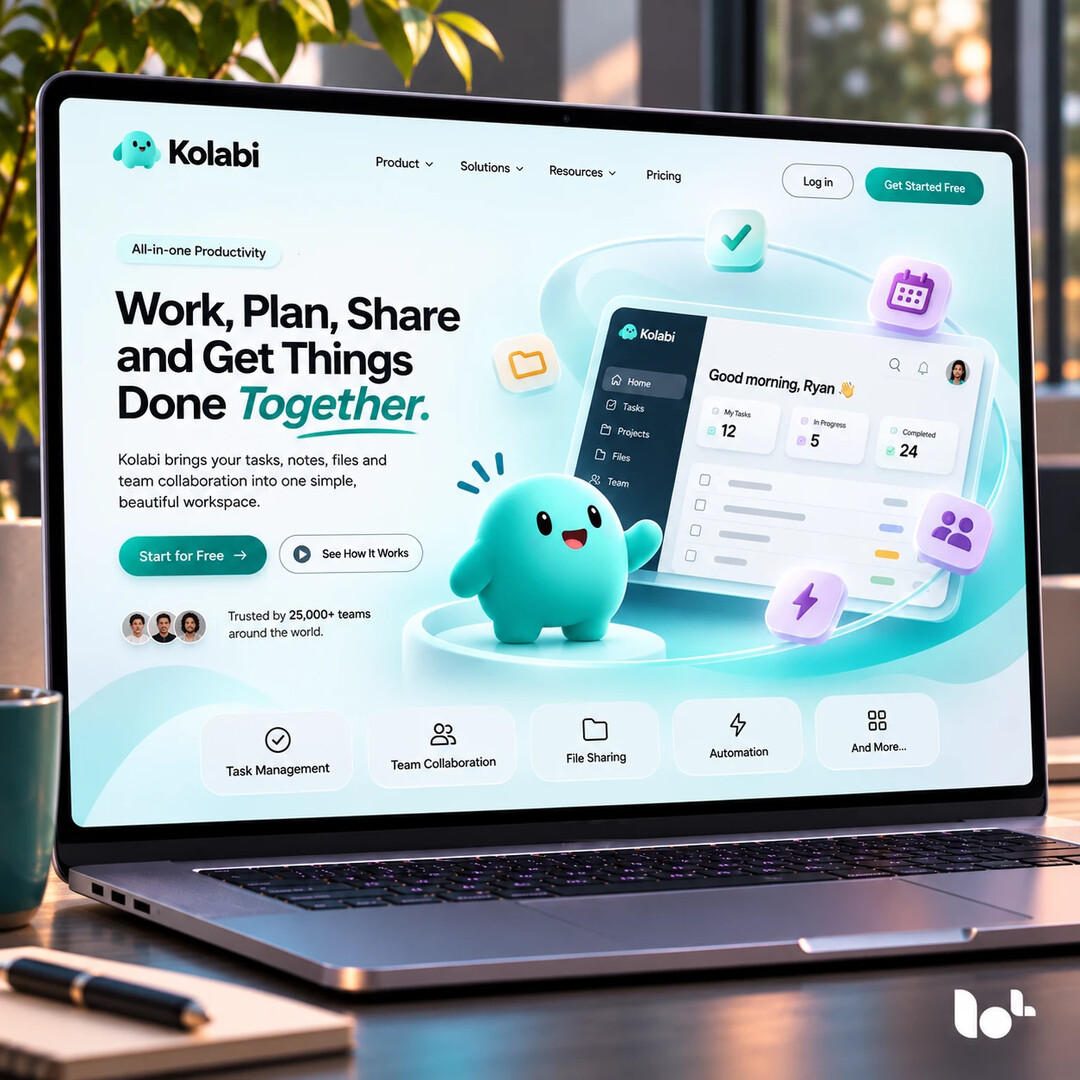 Kolabi
Product
Solutions
Resources
Pricing
Log in
Get Started Free
All-in-one Productivity
Work, Plan, Share
and Get Things
Done Together.
Kolabi brings your tasks, notes, files and
team collaboration into one simple,
beautiful workspace.
Start for Free →
See How It Works
Trusted by 25,000+ teams
around the world.
Kolabi
Home
Tasks
Projects
Files
Team
Good morning, Ryan 👋
My Tasks
12
In Progress
5
Completed
24
Task Management
Team Collaboration
File Sharing
Automation
And More...